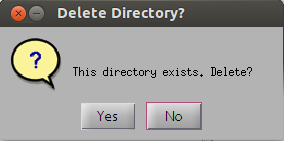 Delete Directory?
?
This directory exists. Delete?
Yes
No